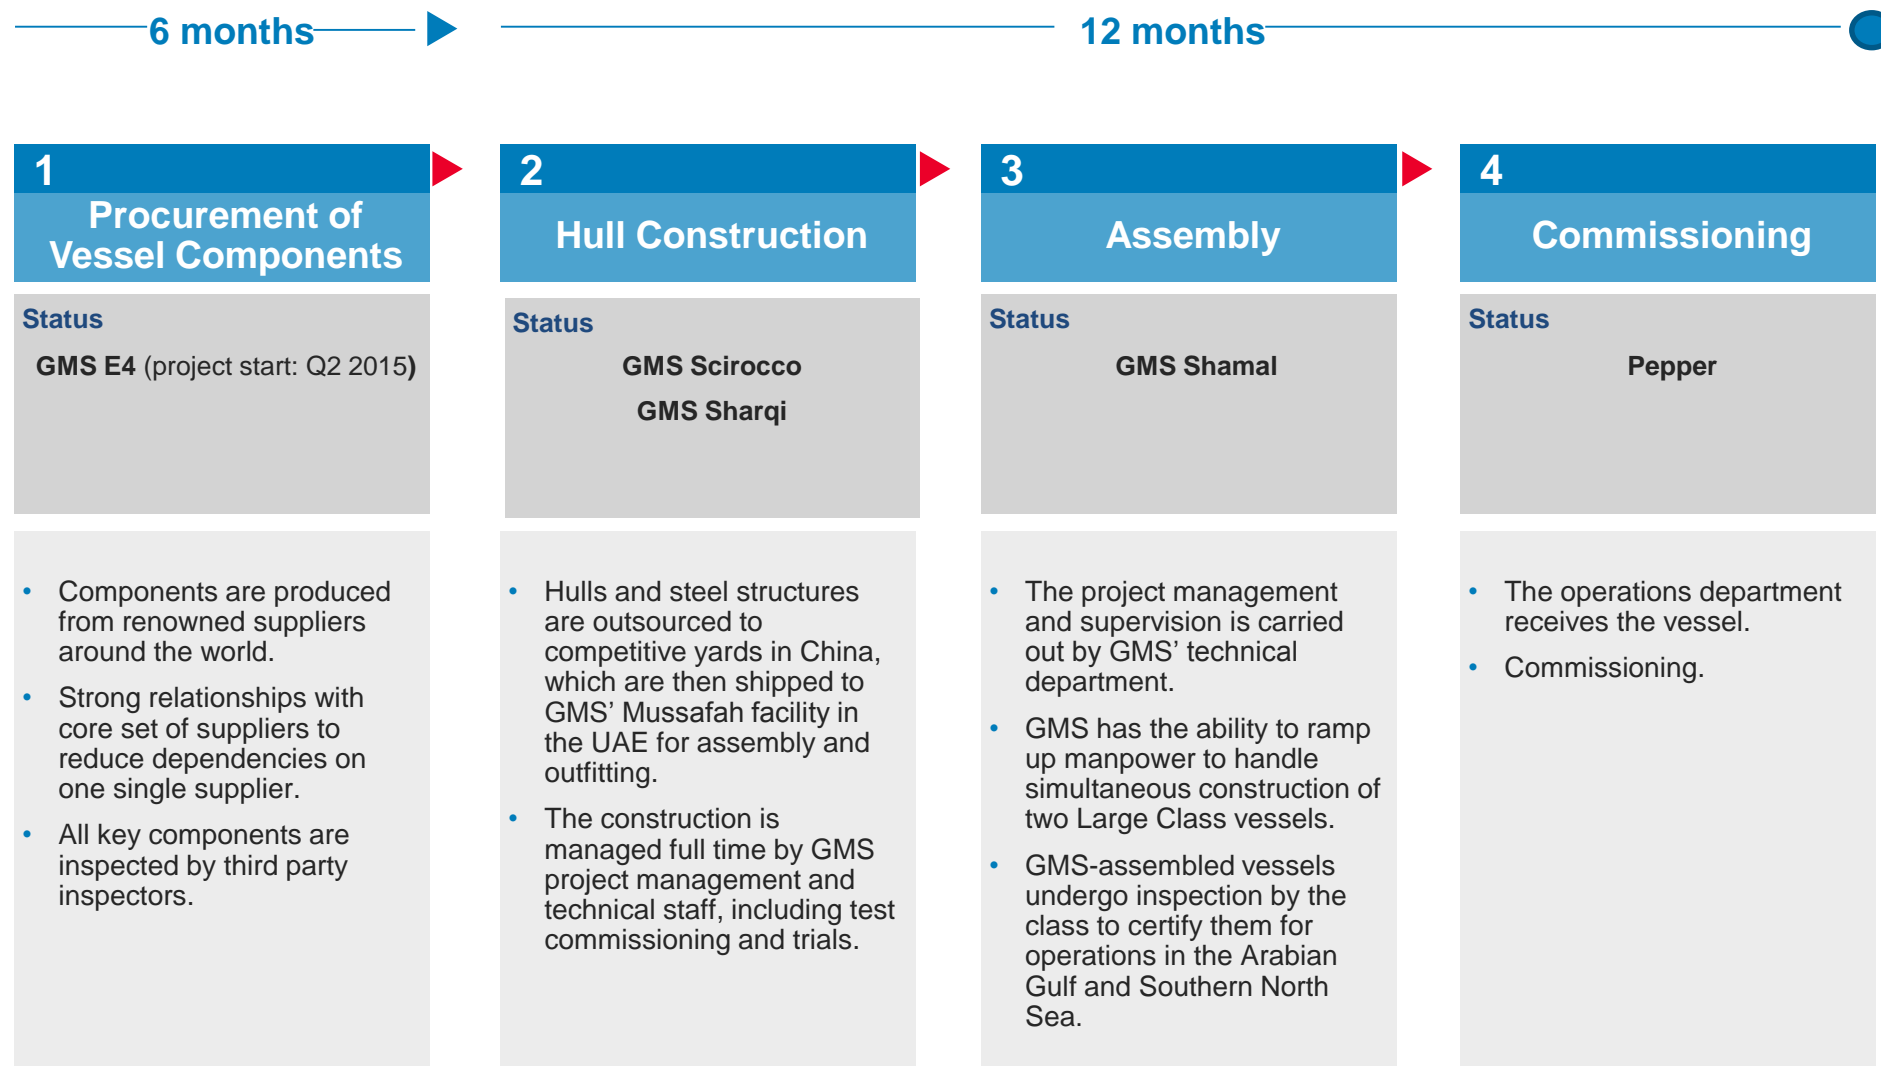 6 months
12 months
1
Procurement of
Vessel Components
Status
GMS E4 (project start: Q2 2015)
• Components are produced
from renowned suppliers
around the world.
• Strong relationships with
core set of suppliers to
reduce dependencies on
one single supplier.
• All key components are
inspected by third party
inspectors.
2
Hull Construction
Status
GMS Scirocco
GMS Sharqi
• Hulls and steel structures
are outsourced to
competitive yards in China,
which are then shipped to
GMS’ Mussafah facility in
the UAE for assembly and
outfitting.
• The construction is
managed full time by GMS
project management and
technical staff, including test
commissioning and trials.
3
Assembly
Status
GMS Shamal
• The project management
and supervision is carried
out by GMS’ technical
department.
• GMS has the ability to ramp
up manpower to handle
simultaneous construction of
two Large Class vessels.
• GMS-assembled vessels
undergo inspection by the
class to certify them for
operations in the Arabian
Gulf and Southern North
Sea.
4
Commissioning
Status
Pepper
• The operations department
receives the vessel.
• Commissioning.